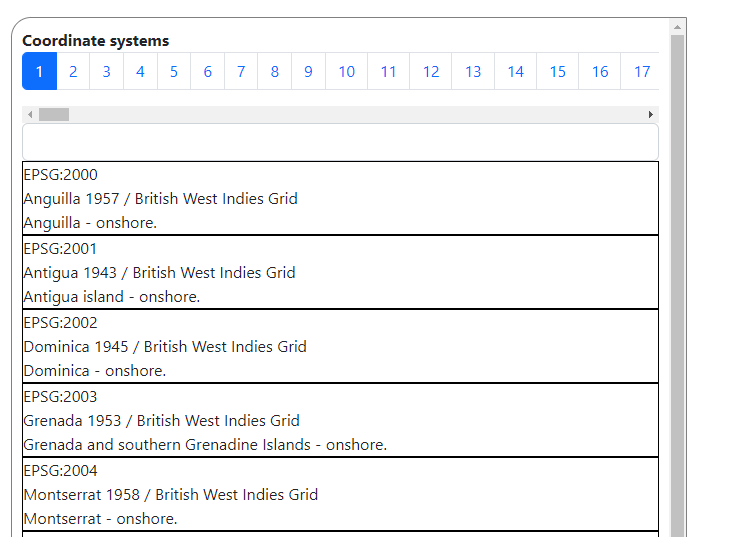 Coordinate systems
1 2 3 4 5 6 7 8 9 10 11 12 13 14 15 16 17
EPSG:2000
Anguilla 1957 / British West Indies Grid
Anguilla - onshore.
EPSG:2001
Antigua 1943 / British West Indies Grid
Antigua island - onshore.
EPSG:2002
Dominica 1945 / British West Indies Grid
Dominica - onshore.
EPSG:2003
Grenada 1953 / British West Indies Grid
Grenada and southern Grenadine Islands - onshore.
EPSG:2004
Montserrat 1958 / British West Indies Grid
Montserrat - onshore.